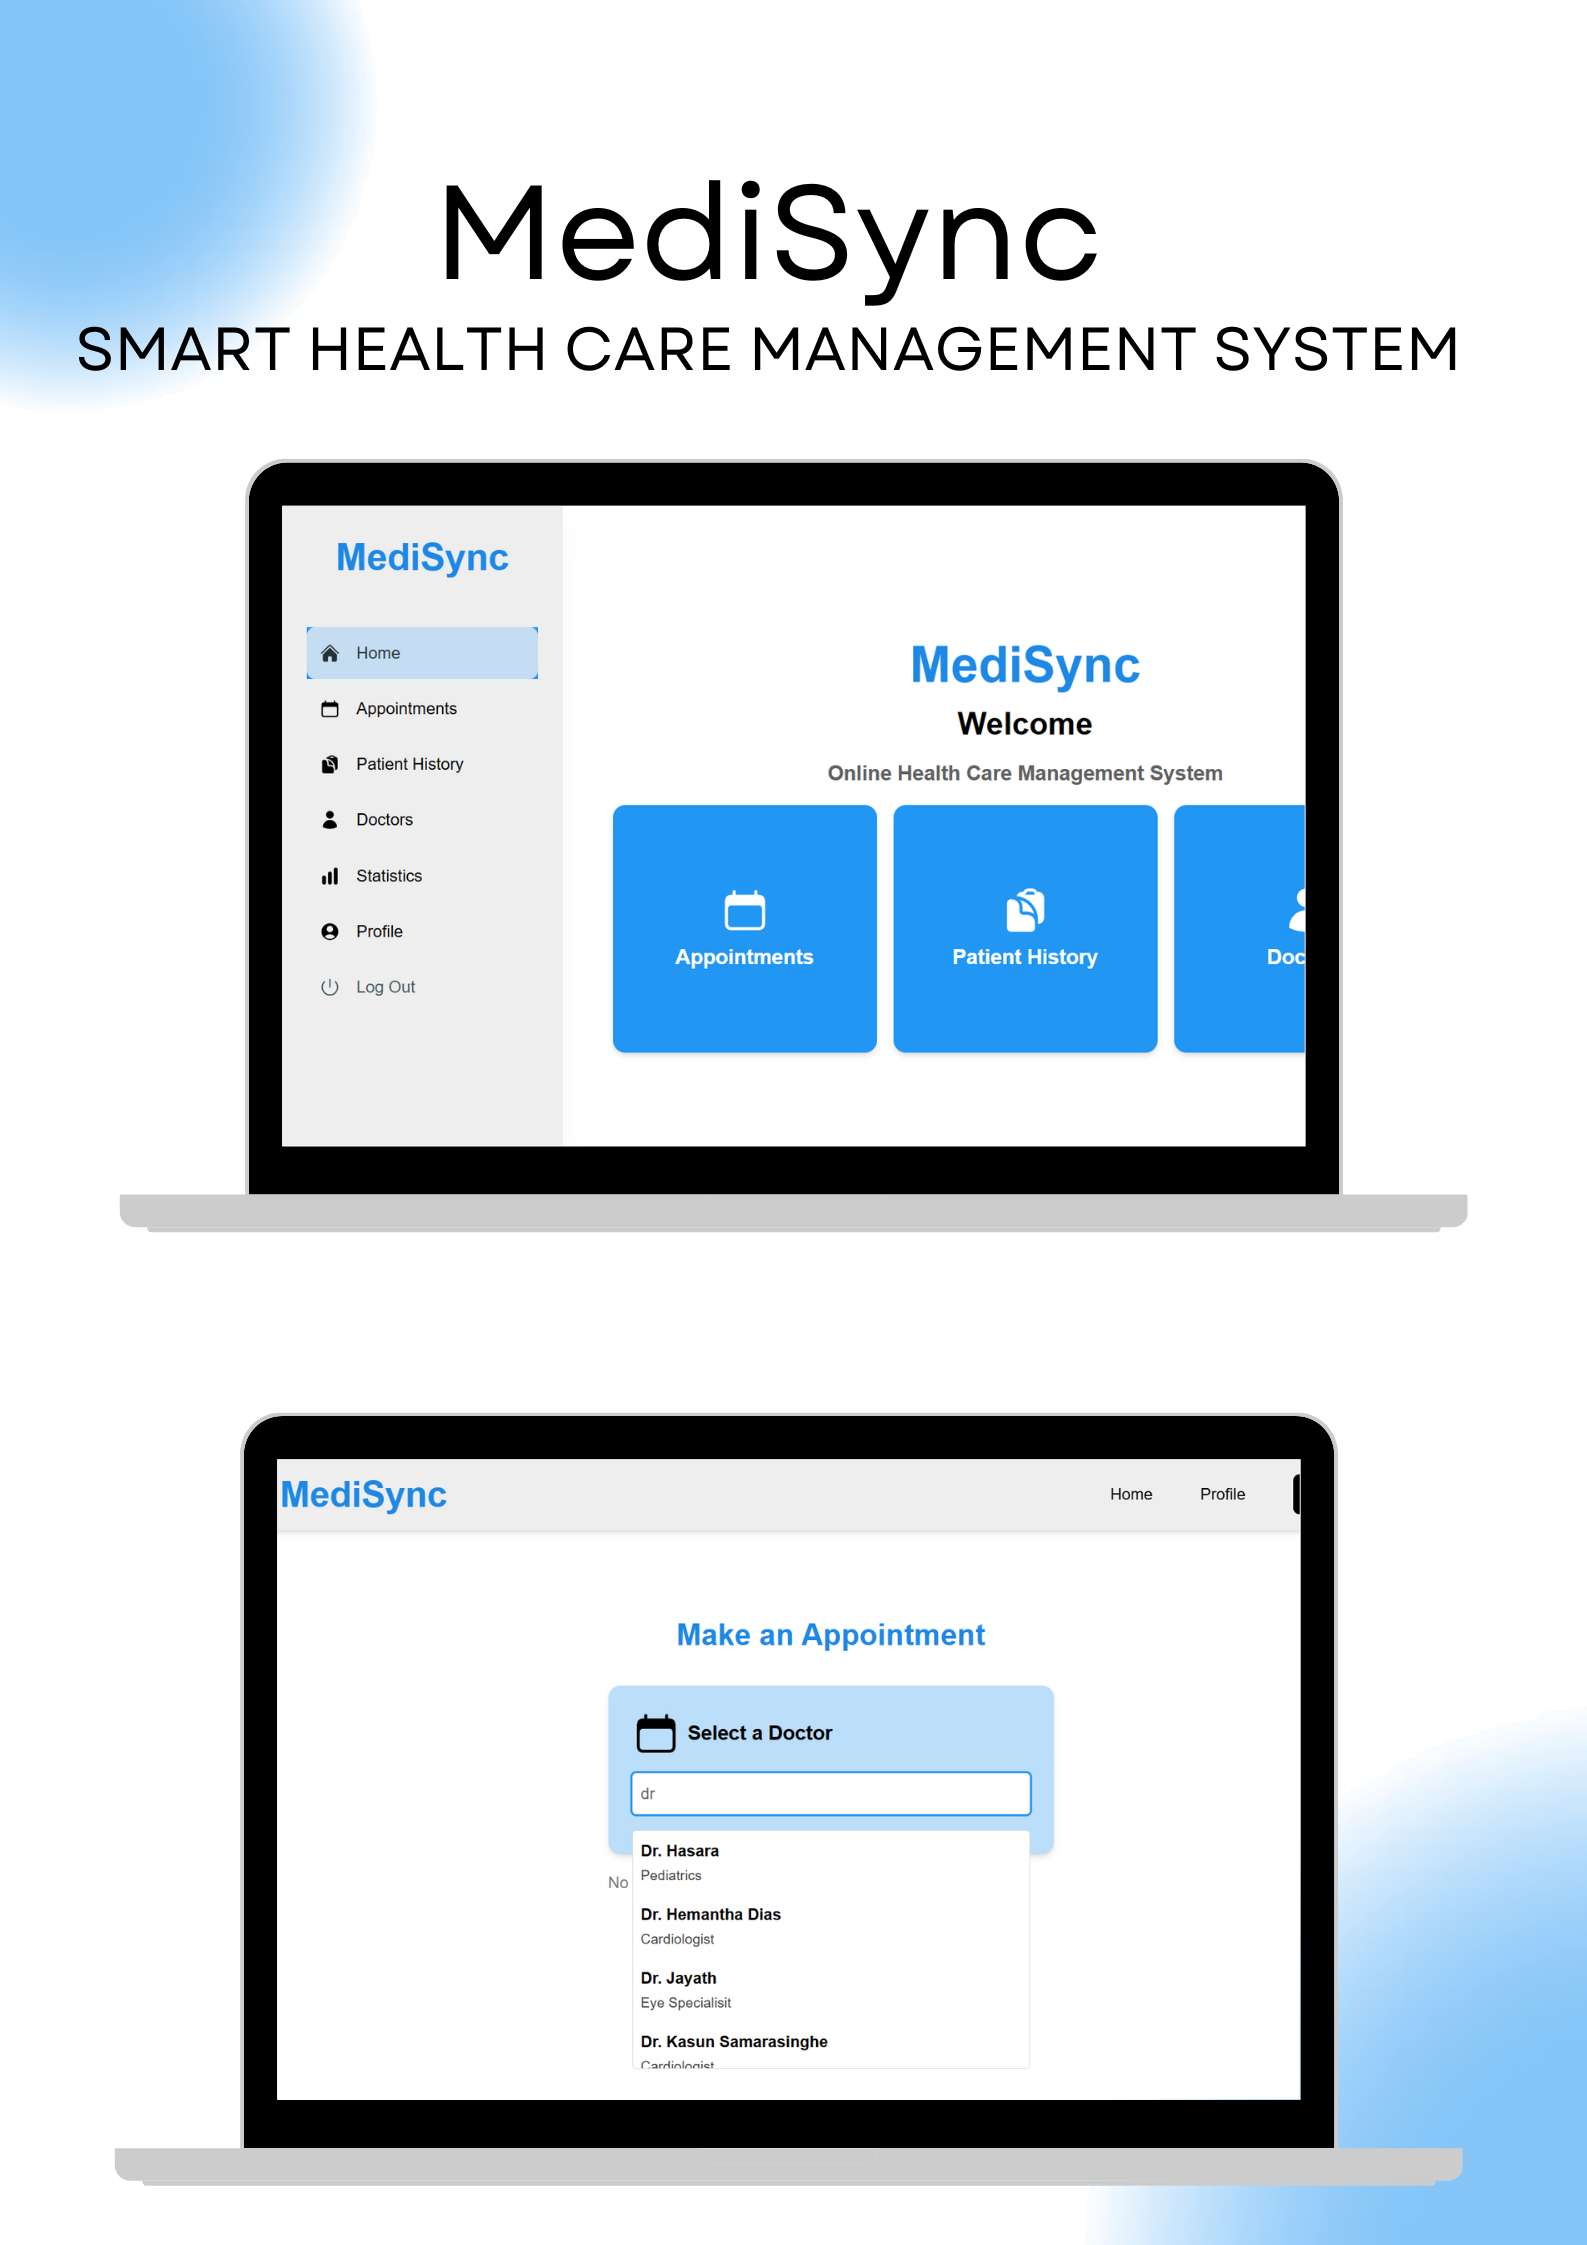 MediSync
SMART HEALTH CARE MANAGEMENT SYSTEM
MediSync
Home
Appointments
Patient History
Doctors
Statistics
Profile
Log Out
MediSync
Welcome
Online Health Care Management System
Appointments
Patient History
Doc
MediSync
Home
Profile
Make an Appointment
Select a Doctor
dr
Dr. Hasara
Pediatrics
No
Dr. Hemantha Dias
Cardiologist
Dr. Jayath
Eye Specialisit
Dr. Kasun Samarasinghe
Cardiologist